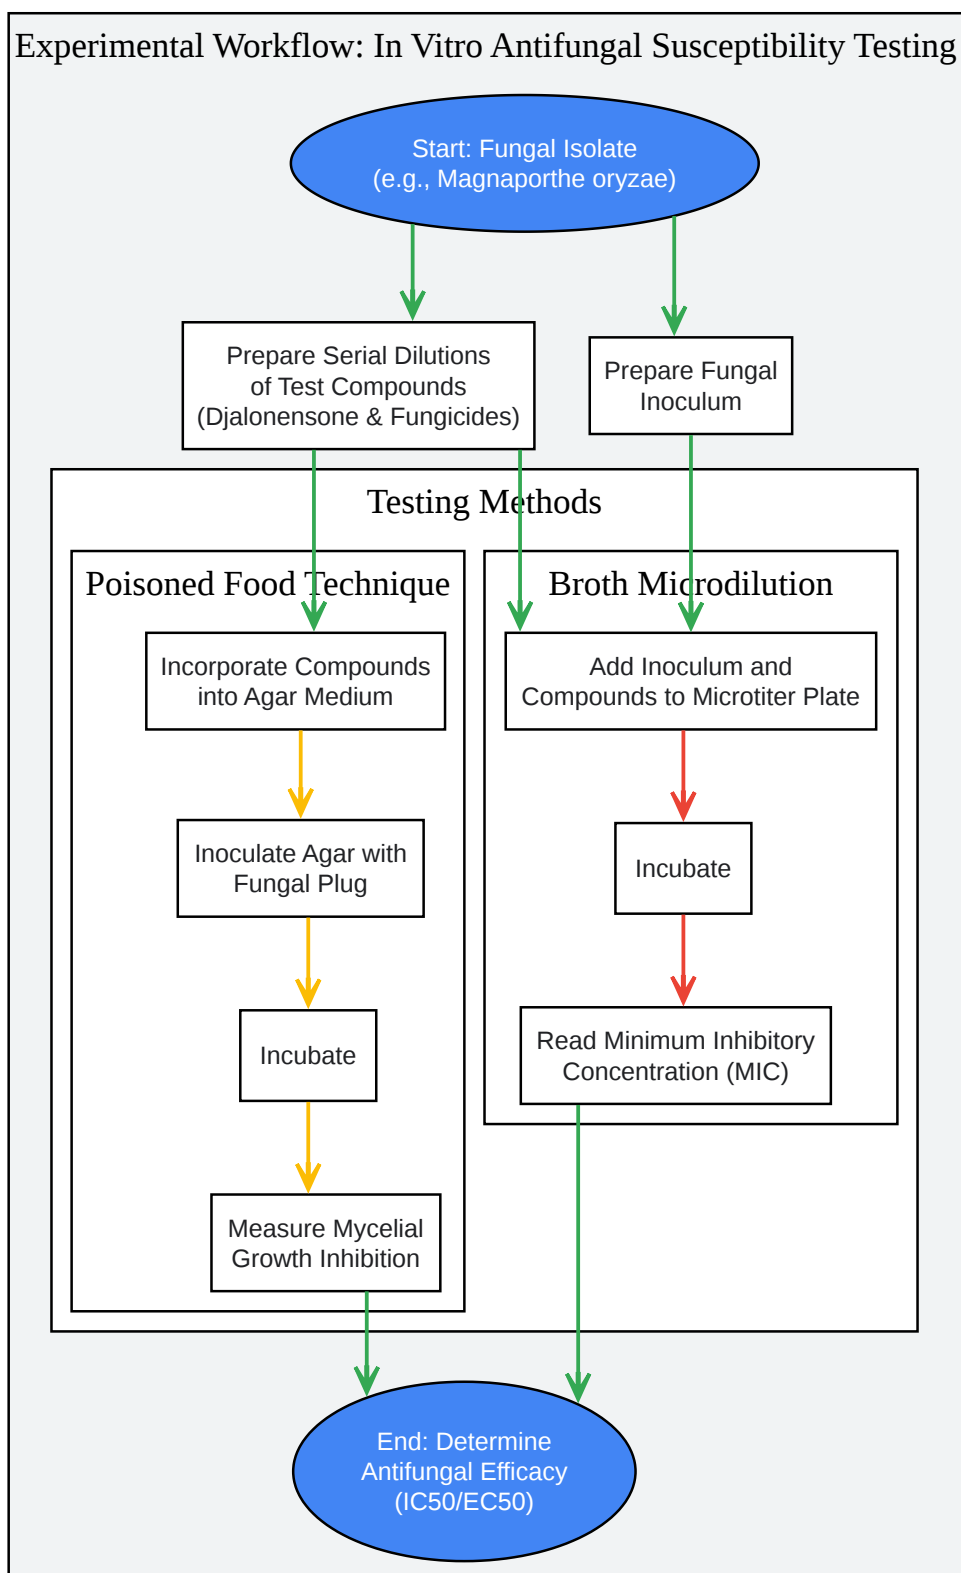 Experimental Workflow: In Vitro Antifungal Susceptibility Testing
Start: Fungal Isolate
(e.g., Magnaporthe oryzae)
Prepare Serial Dilutions
of Test Compounds
(Djalonensone & Fungicides)
Prepare Fungal
Inoculum
Testing Methods
Poisoned Food Technique
Incorporate Compounds
into Agar Medium
Inoculate Agar with
Fungal Plug
Incubate
Measure Mycelial
Growth Inhibition
Broth Microdilution
Add Inoculum and
Compounds to Microtiter Plate
Incubate
Read Minimum Inhibitory
Concentration (MIC)
End: Determine
Antifungal Efficacy
(IC50/EC50)